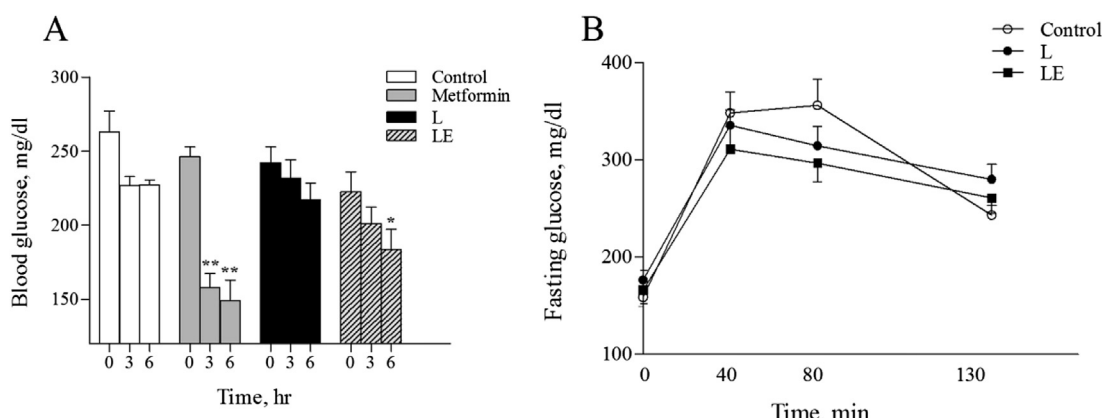 A
B
Control
L
LE
Control
Metformin
L
LE
300
250
200
150
Blood glucose, mg/dl
** **
*
0 3 6 0 3 6 0 3 6 0 3 6
Time, hr
400
300
200
100
Fasting glucose, mg/dl
0 40 80 130
Time, min